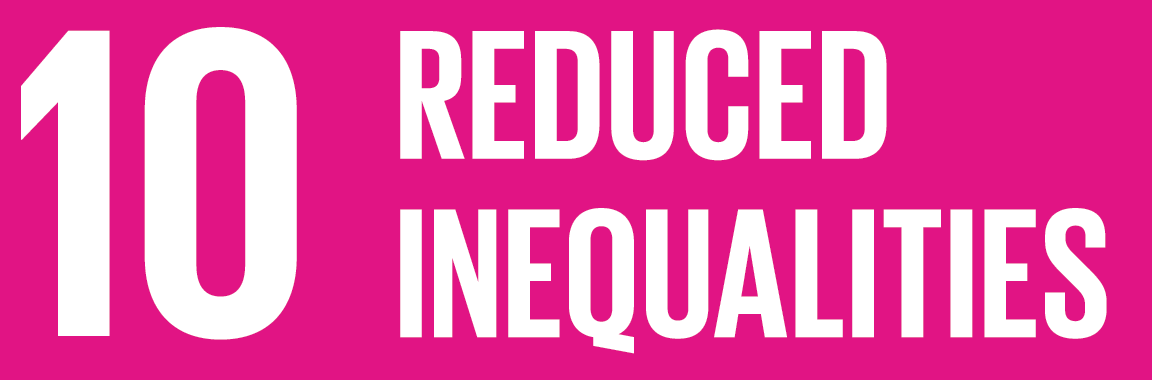 10
REDUCED
INEQUALITIES